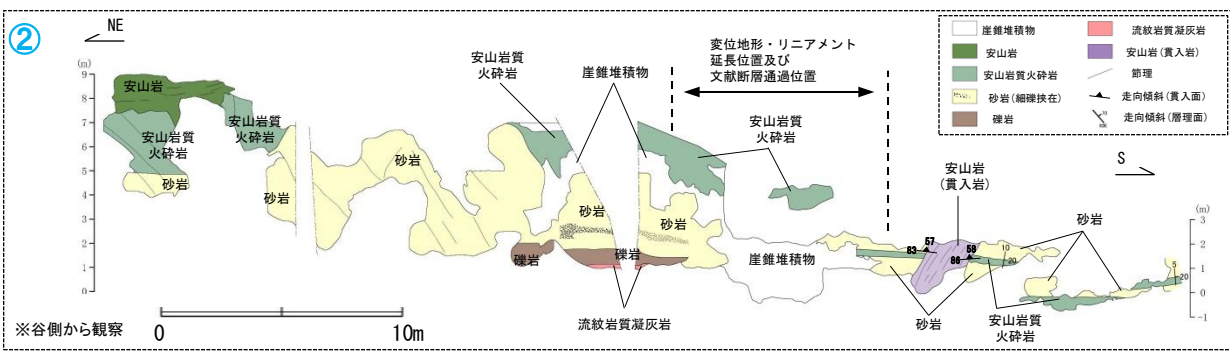 ②
NE
(m)
9
8
7
6
5
4
3
2
1
0
安山岩
安山岩質
火砕岩
安山岩質
火砕岩
砂岩
砂岩
砂岩
安山岩質
火砕岩
崖錐堆積物
砂岩
礫岩
礫岩
流紋岩質凝灰岩
砂岩
変位地形・リニアメント
延長位置及び
文献断層通過位置
安山岩質
火砕岩
崖錐堆積物
安山岩
(貫入岩)
63
57
86
58
10
20
砂岩
砂岩
安山岩質
火砕岩
5
20
S
(m)
3
2
1
0
-1
崖錐堆積物
安山岩
安山岩質火砕岩
砂岩(細礫挟在)
礫岩
流紋岩質凝灰岩
安山岩(貫入岩)
節理
走向傾斜(貫入面)
走向傾斜(層理面)
※谷側から観察
0
10m